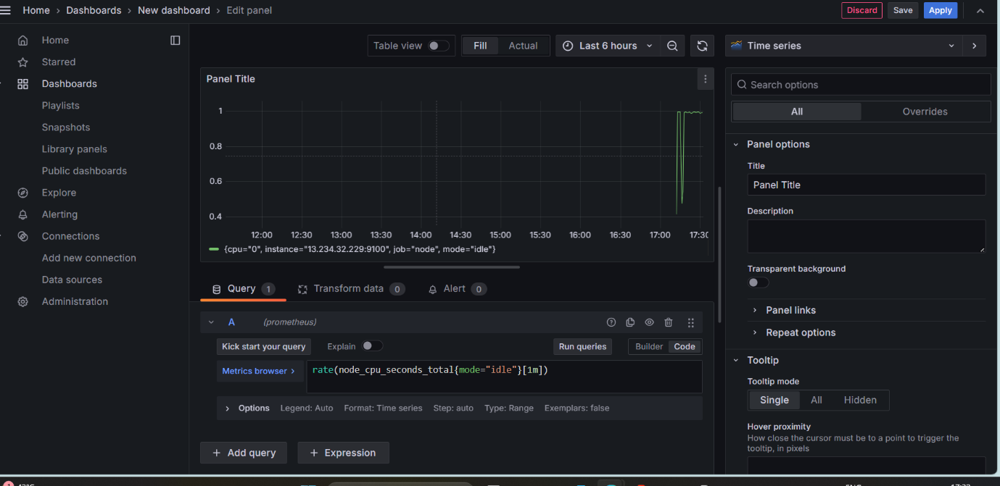 Home › Dashboards › New dashboard › Edit panel
Discard Save Apply
Home
Starred
Dashboards
Playlists
Snapshots
Library panels
Public dashboards
Explore
Alerting
Connections
Add new connection
Data sources
Administration
Table view Fill Actual Last 6 hours
Panel Title
1
0.8
0.6
0.4
12:00 12:30 13:00 13:30 14:00 14:30 15:00 15:30 16:00 16:30 17:00 17:30
{cpu="0", instance="13.234.32.229:9100", job="node", mode="idle"}
Query 1 Transform data 0 Alert 0
A (prometheus)
Kick start your query Explain Run queries Builder Code
Metrics browser > rate(node_cpu_seconds_total{mode="idle"}[1m])
Options Legend: Auto Format: Time series Step: auto Type: Range Exemplars: false
+ Add query + Expression
Time series
Search options
All Overrides
Panel options
Title
Panel Title
Description
Transparent background
Panel links
Repeat options
Tooltip
Tooltip mode
Single All Hidden
Hover proximity
How close the cursor must be to a point to trigger the
tooltip, in pixels